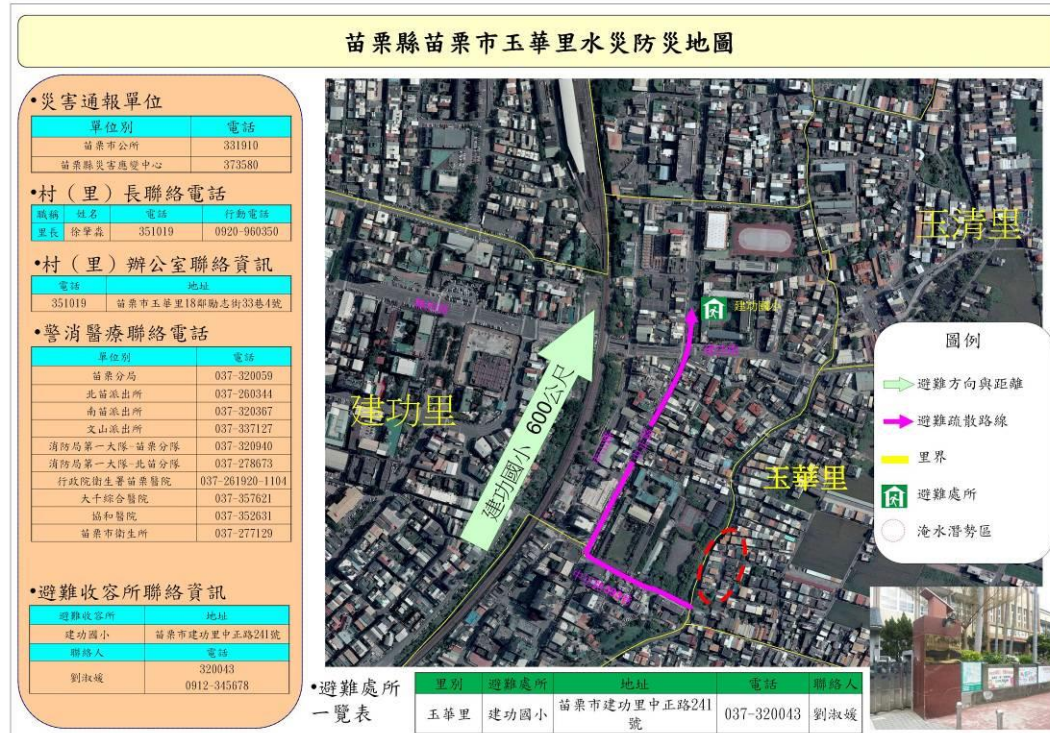 苗栗縣苗栗市玉華里水災防災地圖
•災害通報單位
單位別 電話
苗栗市公所 331910
苗栗縣災害應變中心 373580
•村（里）長聯絡電話
職稱 姓名 電話 行動電話
里長 徐肇淼 351019 0920-960350
•村（里）辦公室聯絡資訊
電話 地址
351019 苗栗市玉華里18鄰勵志街33巷4號
•警消醫療聯絡電話
單位別 電話
苗栗分局 037-320059
北苗派出所 037-260344
南苗派出所 037-320367
文山派出所 037-337127
消防局第一大隊-苗栗分隊 037-320940
消防局第一大隊-北苗分隊 037-278673
行政院衛生署苗栗醫院 037-261920-1104
大千綜合醫院 037-357621
協和醫院 037-352631
苗栗市衛生所 037-277129
•避難收容所聯絡資訊
避難收容所 地址
建功國小 苗栗市建功里中正路241號
聯絡人 電話
劉淑媛 320043
0912-345678
玉清里
建功國小
建功里
建功國小 600公尺
玉華里
圖例
避難方向與距離
避難疏散路線
里界
避難處所
淹水潛勢區
•避難處所
一覽表
里別 避難處所 地址 電話 聯絡人
玉華里 建功國小 苗栗市建功里中正路241
號 037-320043 劉淑媛